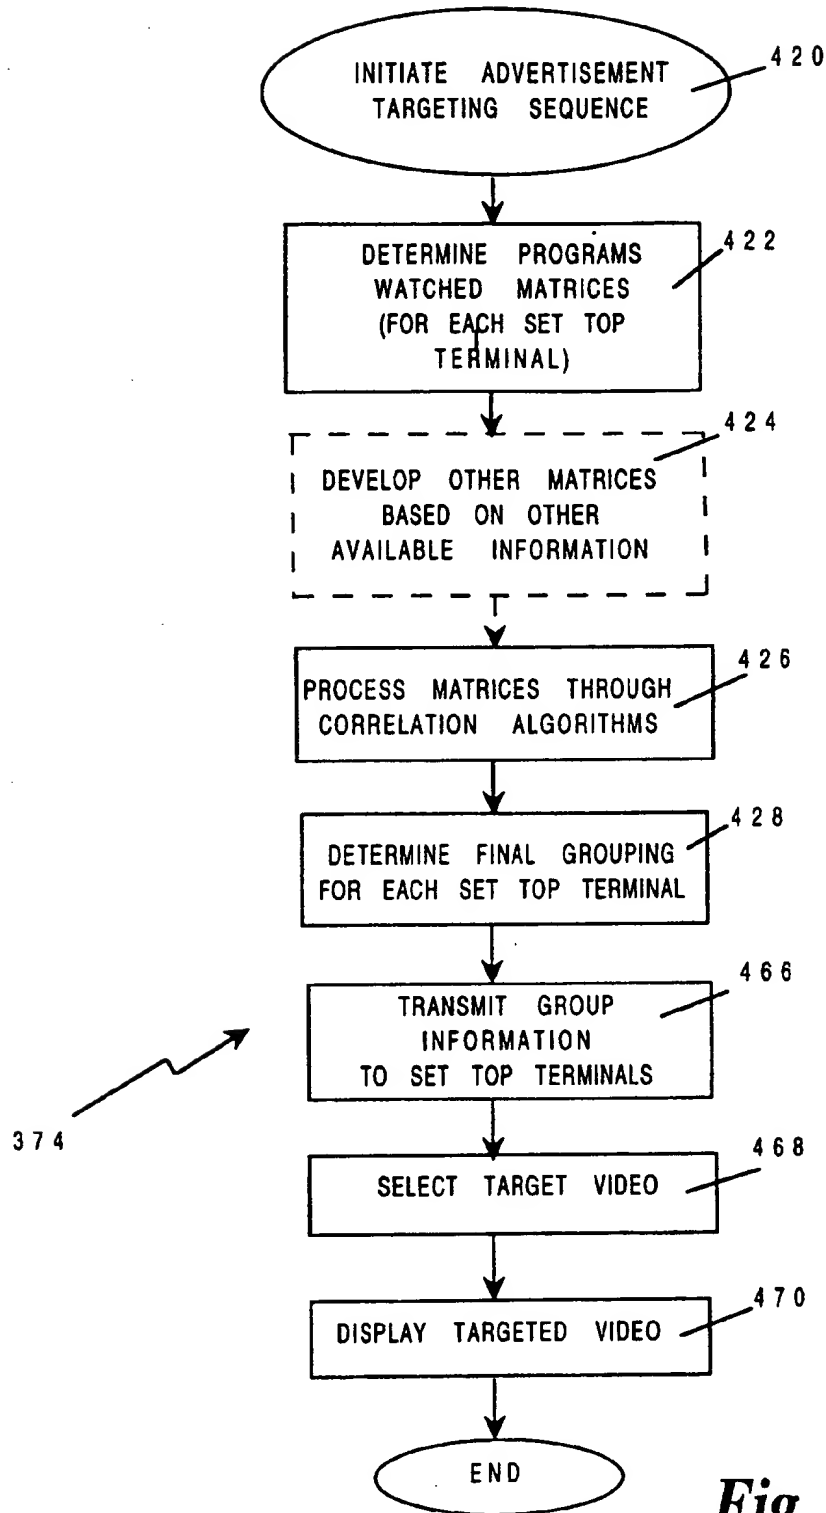 INITIATE ADVERTISEMENT
TARGETING SEQUENCE
420
DETERMINE PROGRAMS
WATCHED MATRICES
(FOR EACH SET TOP
TERMINAL)
422
DEVELOP OTHER MATRICES
BASED ON OTHER
AVAILABLE INFORMATION
424
PROCESS MATRICES THROUGH
CORRELATION ALGORITHMS
426
DETERMINE FINAL GROUPING
FOR EACH SET TOP TERMINAL
428
TRANSMIT GROUP
INFORMATION
TO SET TOP TERMINALS
466
374
SELECT TARGET VIDEO
468
DISPLAY TARGETED VIDEO
470
END
Fig